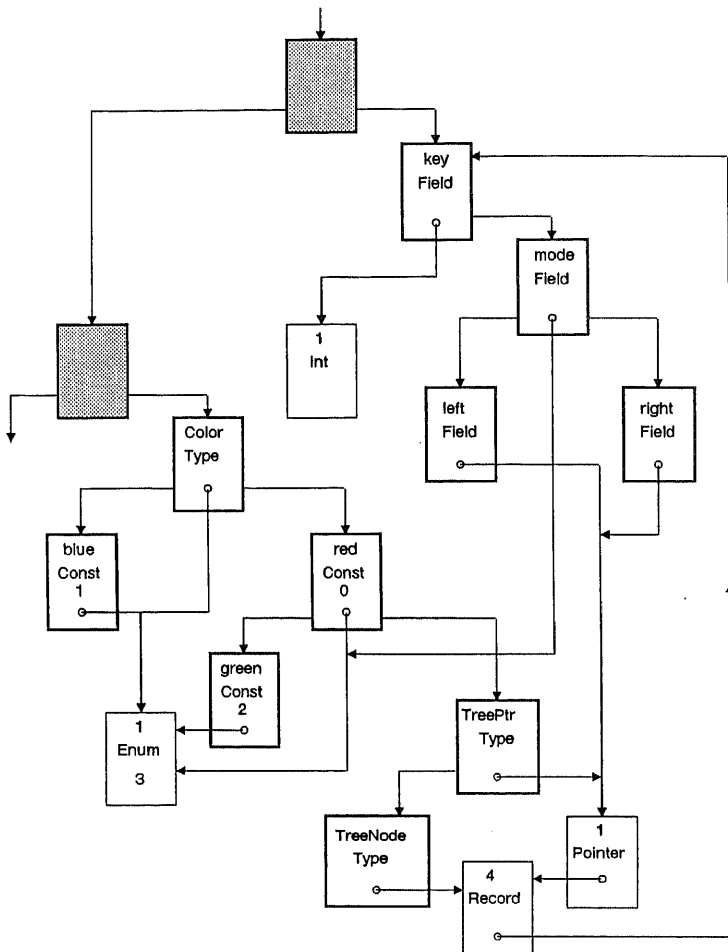 key
Field
mode
Field
1
Int
left
Field
right
Field
Color
Type
blue
Const
1
red
Const
0
green
Const
2
TreePtr
Type
1
Enum
3
TreeNode
Type
1
Pointer
4
Record